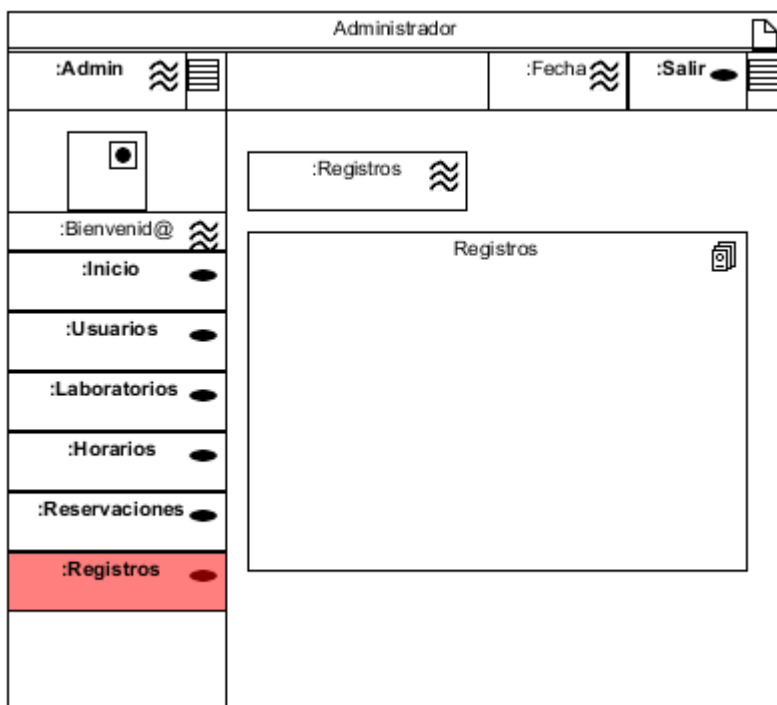 Administrador
:Admin
:Fecha
:Salir
:Bienvenid@
:Inicio
:Usuarios
:Laboratorios
:Horarios
:Reservaciones
:Registros
:Registros
Registros